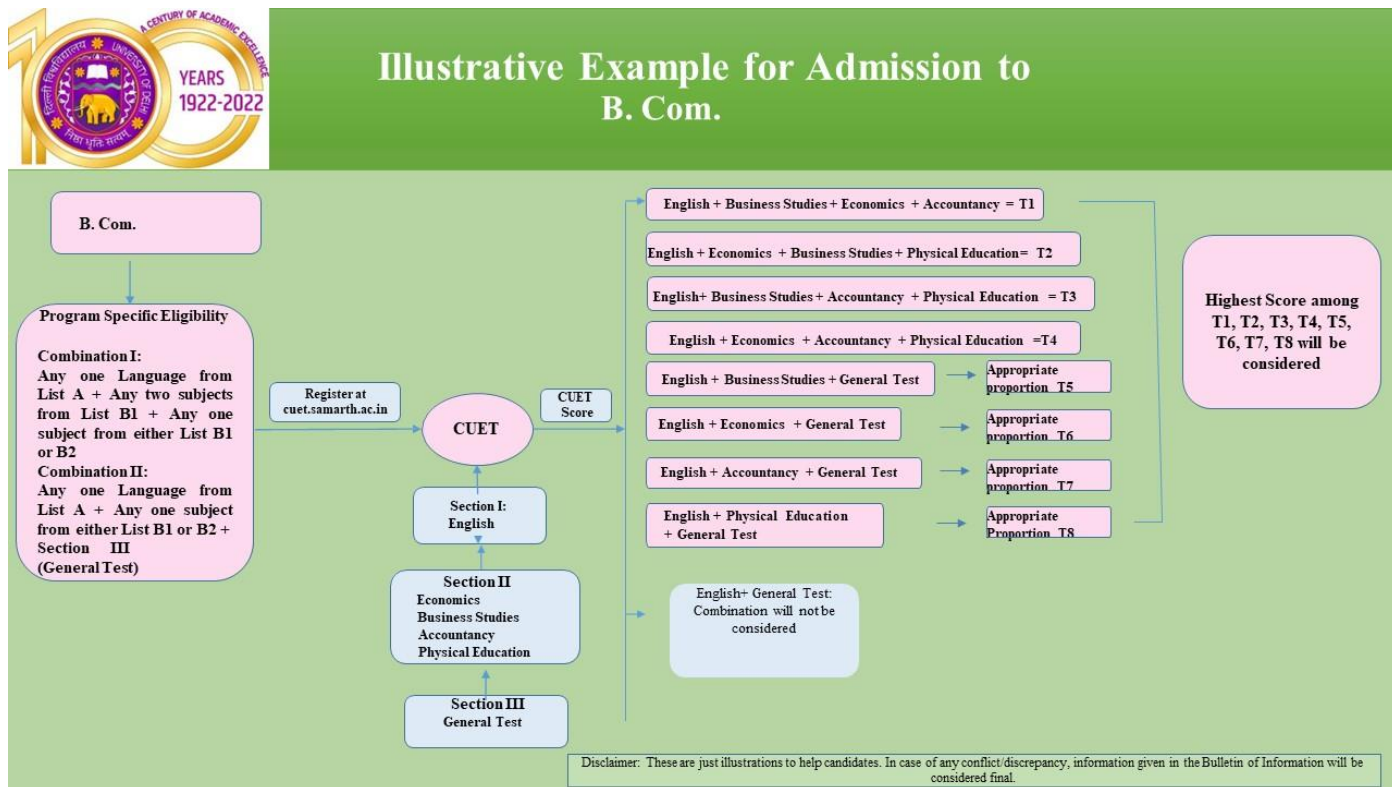 A CENTURY OF ACADEMIC EXCELLENCE
UNIVERSITY OF DELHI
दिल्ली विश्वविद्यालय
निष्ठा धृतिः सत्यम्
YEARS
1922-2022
Illustrative Example for Admission to
B. Com.
B. Com.
Program Specific Eligibility
Combination I:
Any one Language from
List A + Any two subjects
from List B1 + Any one
subject from either List B1
or B2
Combination II:
Any one Language from
List A + Any one subject
from either List B1 or B2 +
Section III
(General Test)
Register at
cuet.samarth.ac.in
CUET
CUET
Score
Section I:
English
Section II
Economics
Business Studies
Accountancy
Physical Education
Section III
General Test
English + Business Studies + Economics + Accountancy = T1
English + Economics + Business Studies + Physical Education= T2
English+ Business Studies + Accountancy + Physical Education = T3
English + Economics + Accountancy + Physical Education =T4
English + Business Studies + General Test
Appropriate
proportion T5
English + Economics + General Test
Appropriate
proportion T6
English + Accountancy + General Test
Appropriate
proportion T7
English + Physical Education
+ General Test
Appropriate
Proportion T8
English+ General Test:
Combination will not be
considered
Highest Score among
T1, T2, T3, T4, T5,
T6, T7, T8 will be
considered
Disclaimer: These are just illustrations to help candidates. In case of any conflict/discrepancy, information given in the Bulletin of Information will be
considered final.